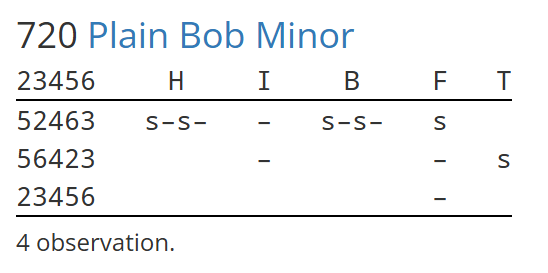 720 Plain Bob Minor
23456 H I B F T
52463 s–s– – s–s– s
56423 – – s
23456 –
4 observation.